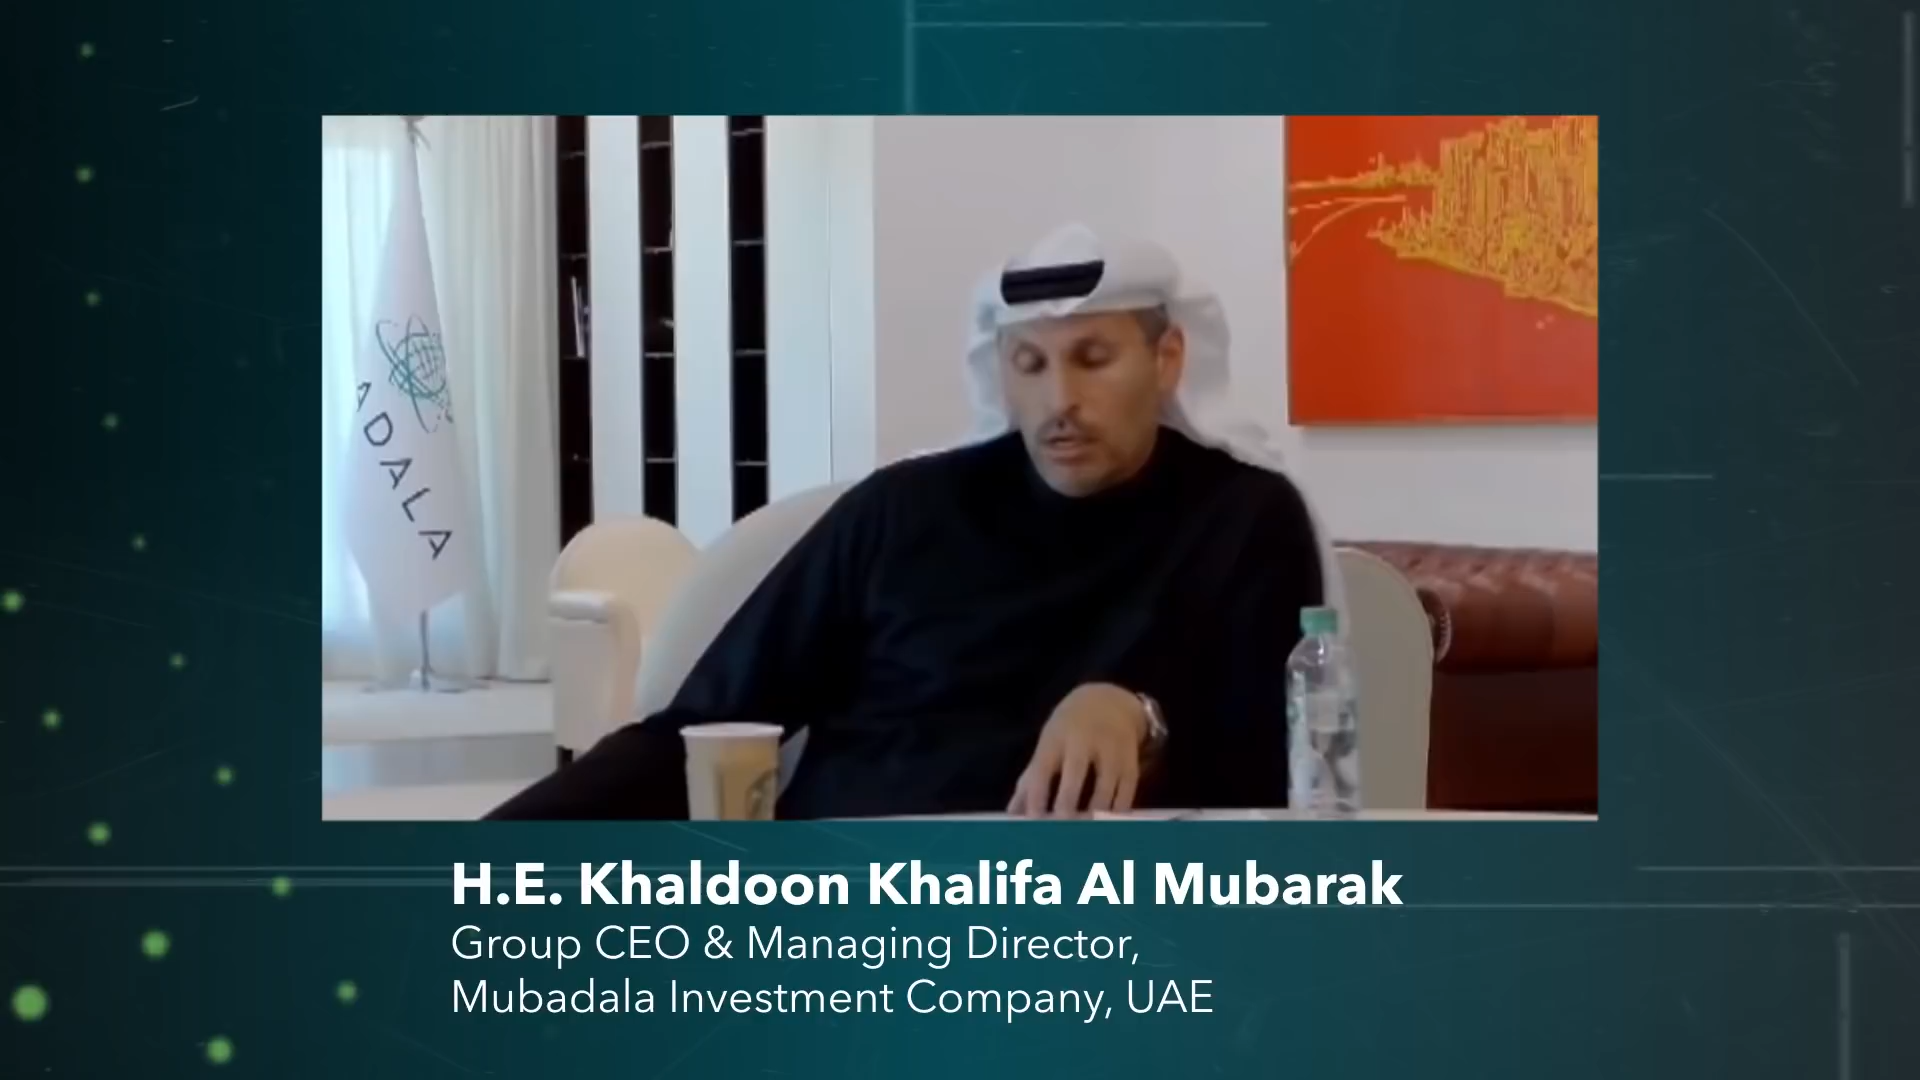 ADALA
H.E. Khaldoon Khalifa Al Mubarak
Group CEO & Managing Director,
Mubadala Investment Company, UAE